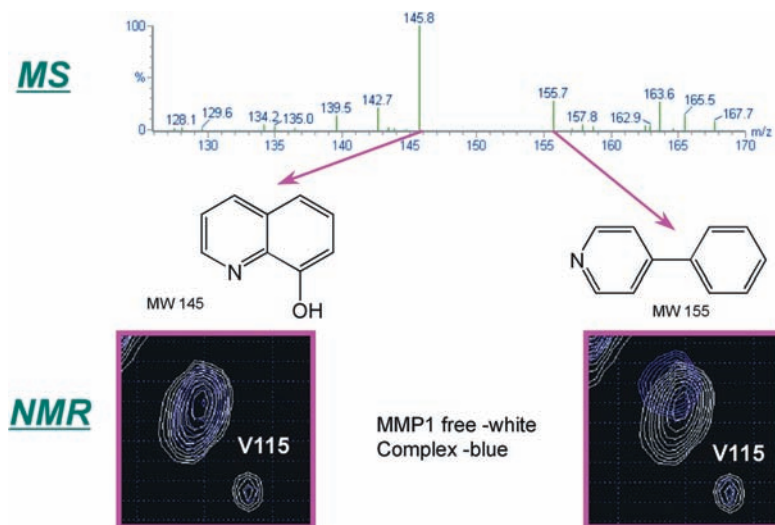 MS
100
%
0
128.1
129.6
134.2
135.0
139.5
142.7
145.8
155.7
157.8
162.9
163.6
165.5
167.7
130 135 140 145 150 155 160 165 170
m/z
N
OH
MW 145
N
MW 155
NMR
V115
MMP1 free -white
Complex -blue
V115